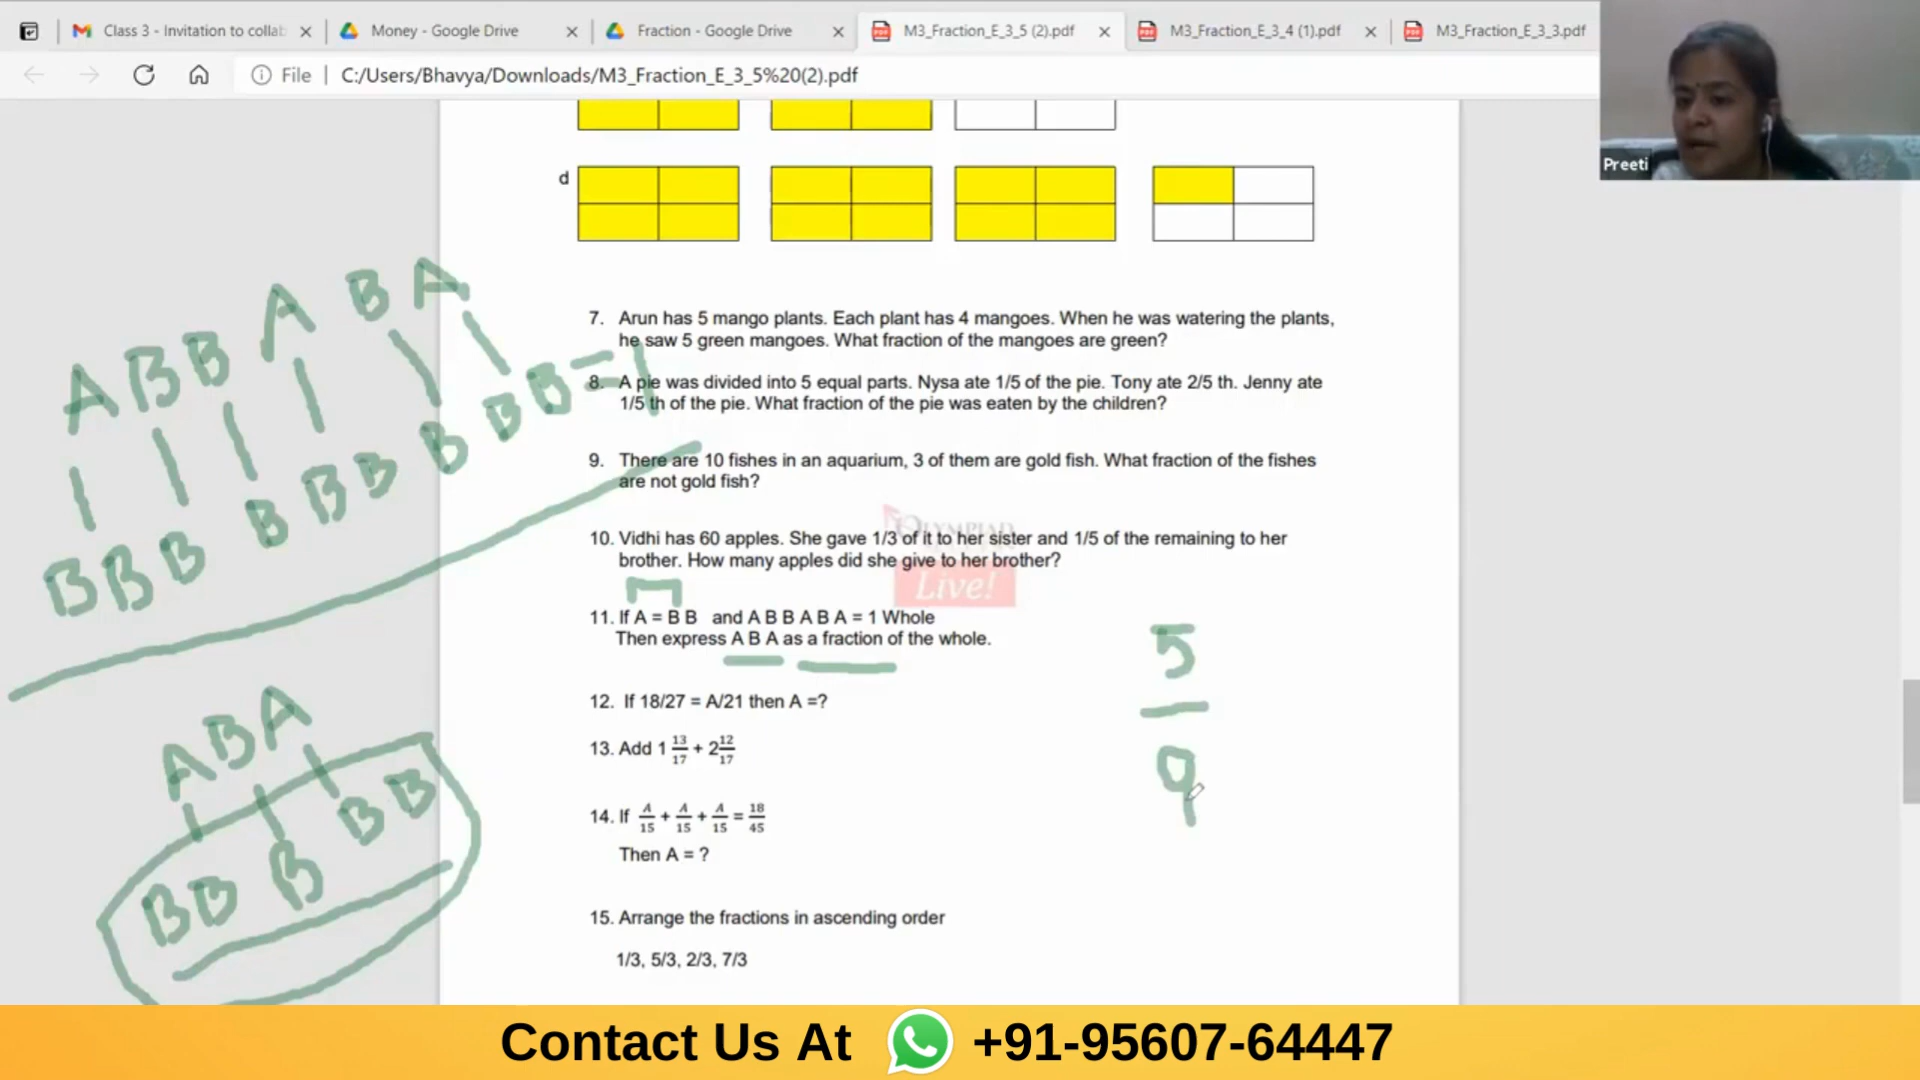 Class 3 - Invitation to collab
Money - Google Drive
Fraction - Google Drive
M3_Fraction_E_3_5 (2).pdf
M3_Fraction_E_3_4 (1).pdf
M3_Fraction_E_3_3.pdf
File
C:/Users/Bhavya/Downloads/M3_Fraction_E_3_5%20(2).pdf
Preeti
d
7. Arun has 5 mango plants. Each plant has 4 mangoes. When he was watering the plants,
he saw 5 green mangoes. What fraction of the mangoes are green?
8. A pie was divided into 5 equal parts. Nysa ate 1/5 of the pie. Tony ate 2/5 th. Jenny ate
1/5 th of the pie. What fraction of the pie was eaten by the children?
9. There are 10 fishes in an aquarium, 3 of them are gold fish. What fraction of the fishes
are not gold fish?
OLYMPIAD
Live!
10. Vidhi has 60 apples. She gave 1/3 of it to her sister and 1/5 of the remaining to her
brother. How many apples did she give to her brother?
11. If A = B B and A B B A B A = 1 Whole
Then express A B A as a fraction of the whole.
12. If 18/27 = A/21 then A =?
13. Add 1 13/17 + 2 12/17
14. If A/15 + A/15 + A/15 = 18/45
Then A = ?
15. Arrange the fractions in ascending order
1/3, 5/3, 2/3, 7/3
A B B A B A
B B B B B B B B B = 1
A B A
B B B B B
5
9
Contact Us At +91-95607-64447